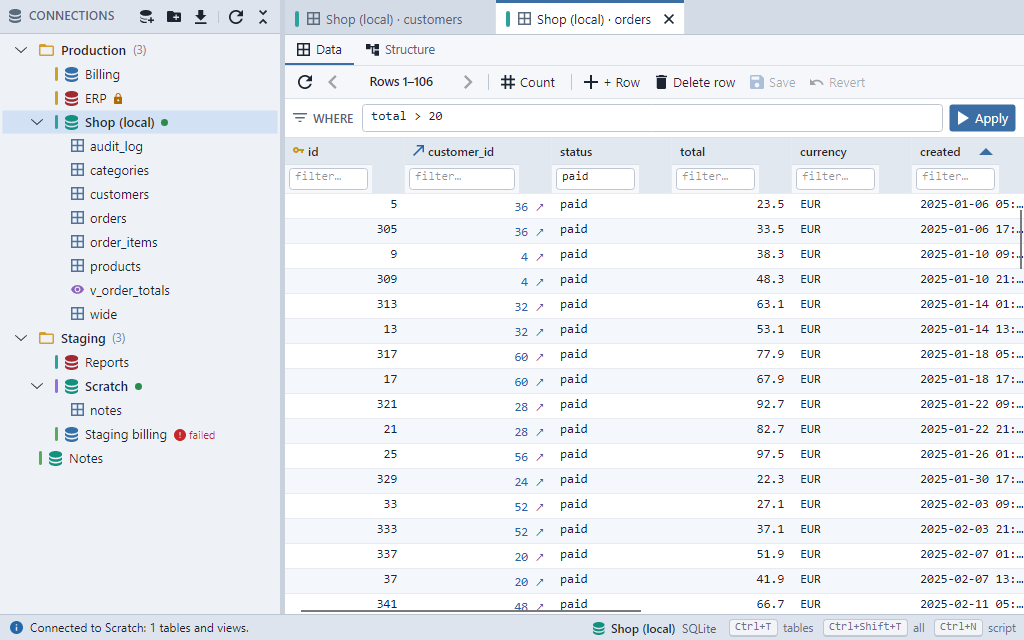 CONNECTIONS
Production (3)
Billing
ERP
Shop (local)
audit_log
categories
customers
orders
order_items
products
v_order_totals
wide
Staging (3)
Reports
Scratch
notes
Staging billing failed
Notes
Shop (local) · customers
Shop (local) · orders
Data Structure
Rows 1–106 Count + Row Delete row Save Revert
WHERE total > 20 Apply
id customer_id status total currency created
filter… filter… paid filter… filter… filter…
5 36 ↗ paid 23.5 EUR 2025-01-06 05:…
305 36 ↗ paid 33.5 EUR 2025-01-06 17:…
9 4 ↗ paid 38.3 EUR 2025-01-10 09:…
309 4 ↗ paid 48.3 EUR 2025-01-10 21:…
313 32 ↗ paid 63.1 EUR 2025-01-14 01:…
13 32 ↗ paid 53.1 EUR 2025-01-14 13:…
317 60 ↗ paid 77.9 EUR 2025-01-18 05:…
17 60 ↗ paid 67.9 EUR 2025-01-18 17:…
321 28 ↗ paid 92.7 EUR 2025-01-22 09:…
21 28 ↗ paid 82.7 EUR 2025-01-22 21:…
25 56 ↗ paid 97.5 EUR 2025-01-26 01:…
329 24 ↗ paid 22.3 EUR 2025-01-30 17:…
33 52 ↗ paid 27.1 EUR 2025-02-03 09:…
333 52 ↗ paid 37.1 EUR 2025-02-03 21:…
337 20 ↗ paid 51.9 EUR 2025-02-07 01:…
37 20 ↗ paid 41.9 EUR 2025-02-07 13:…
341 48 ↗ paid 66.7 EUR 2025-02-11 05:…
Connected to Scratch: 1 tables and views.
Shop (local) SQLite Ctrl+T tables Ctrl+Shift+T all Ctrl+N script